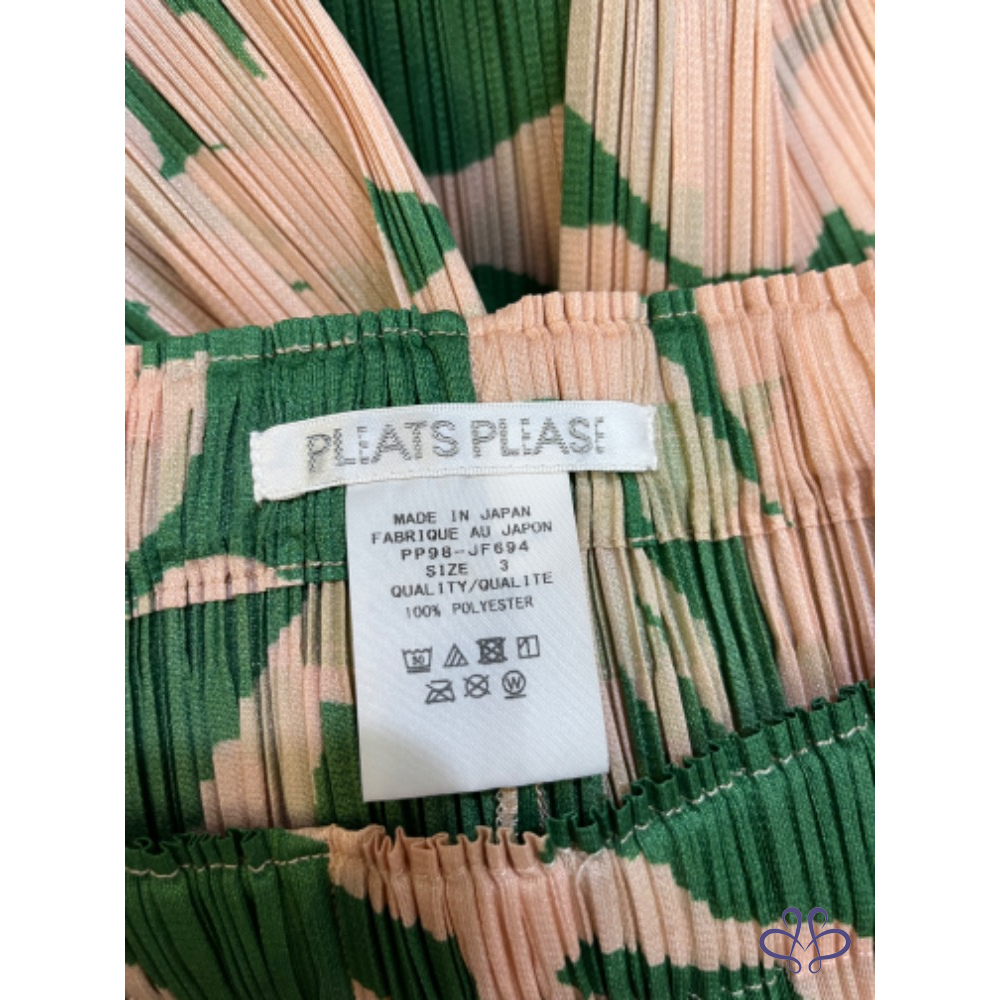 PLEATS PLEASE
MADE IN JAPAN
FABRIQUE AU JAPON
PP98-JF694
SIZE 3
QUALITY/QUALITE
100% POLYESTER
W